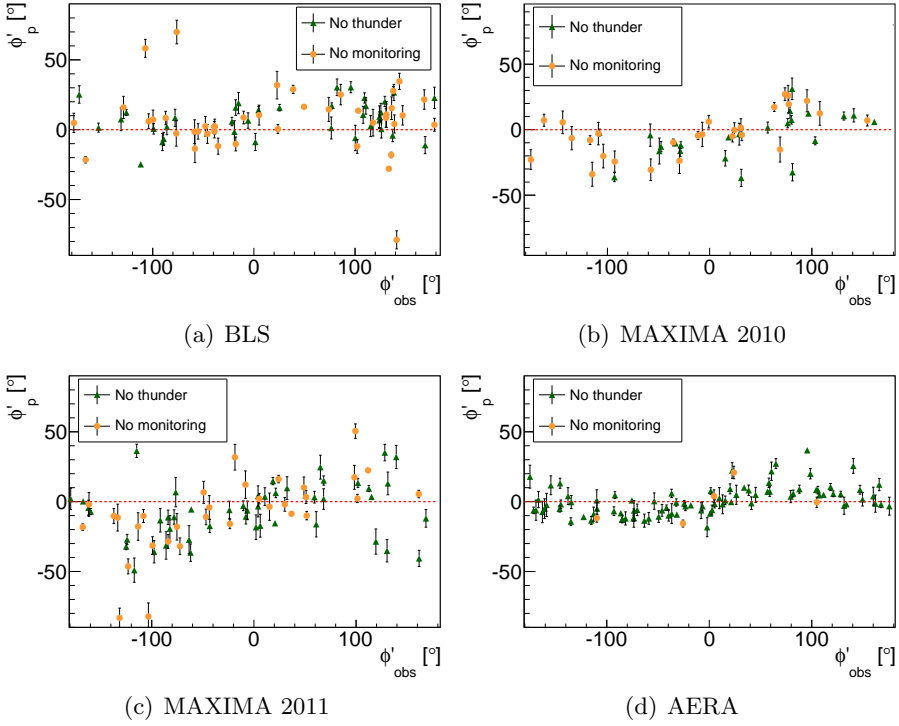 ϕ'p [°]
No thunder
No monitoring
50
0
-50
-100 0 100
ϕ'obs [°]
(a) BLS
ϕ'p [°]
No thunder
No monitoring
50
0
-50
-100 0 100
ϕ'obs [°]
(b) MAXIMA 2010
ϕ'p [°]
No thunder
No monitoring
50
0
-50
-100 0 100
ϕ'obs [°]
(c) MAXIMA 2011
ϕ'p [°]
No thunder
No monitoring
50
0
-50
-100 0 100
ϕ'obs [°]
(d) AERA